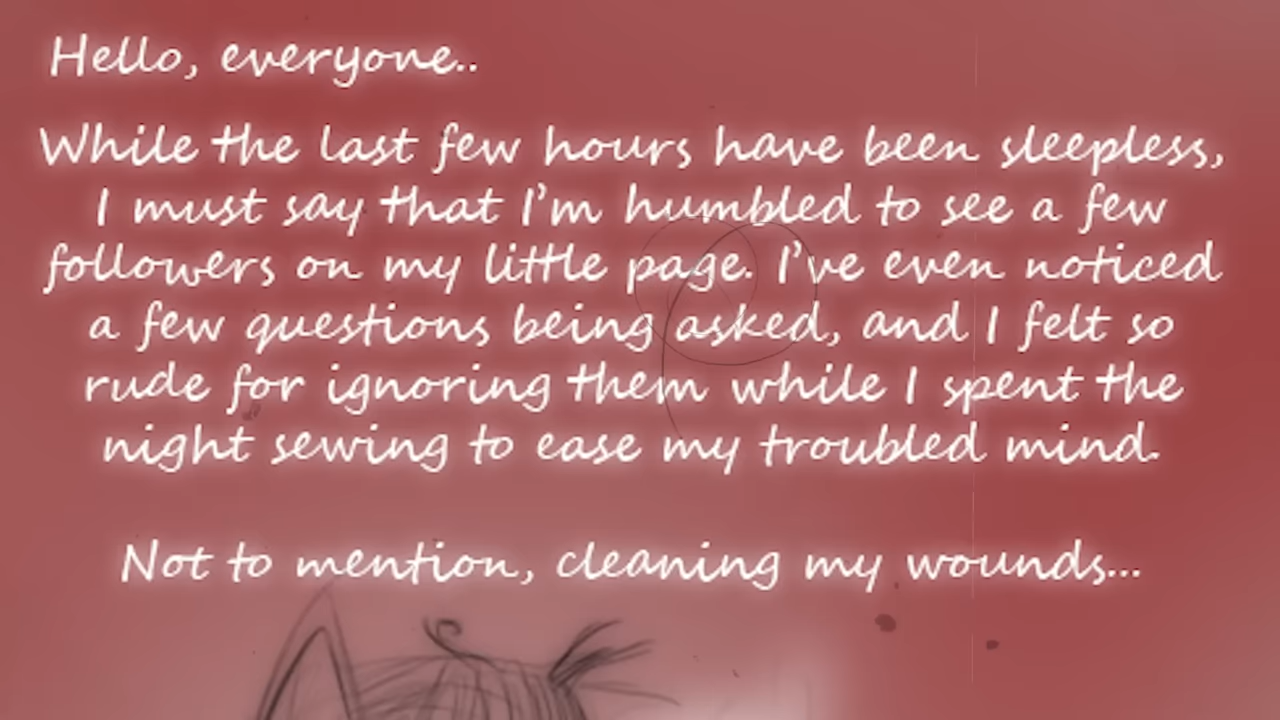 Hello, everyone..
While the last few hours have been sleepless,
I must say that I'm humbled to see a few
followers on my little page. I've even noticed
a few questions being asked, and I felt so
rude for ignoring them while I spent the
night sewing to ease my troubled mind.
Not to mention, cleaning my wounds...